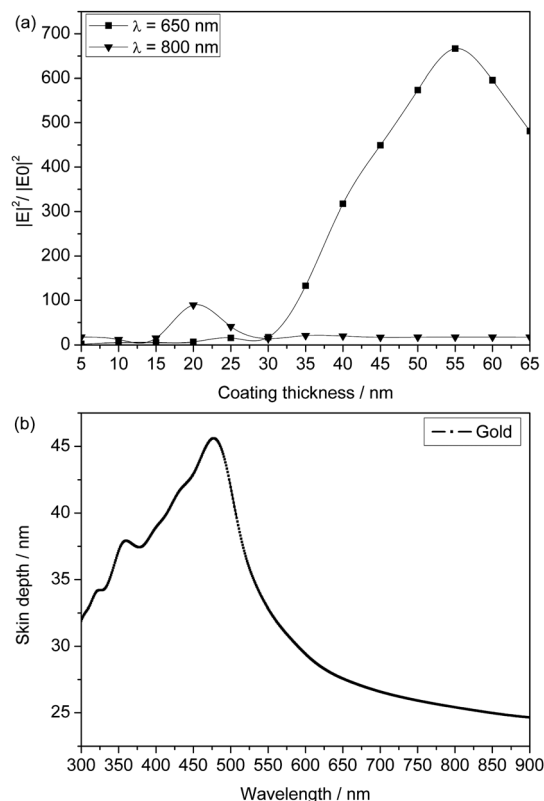 (a)
λ = 650 nm
λ = 800 nm
|E|²/ |E0|²
700
600
500
400
300
200
100
0
5 10 15 20 25 30 35 40 45 50 55 60 65
Coating thickness / nm
(b)
Gold
Skin depth / nm
45
40
35
30
25
300 350 400 450 500 550 600 650 700 750 800 850 900
Wavelength / nm